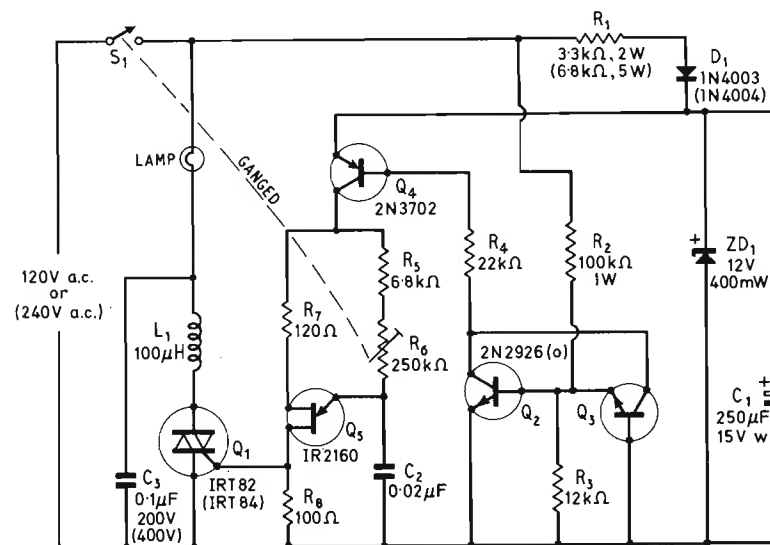 S1
R1
3·3kΩ, 2W
(6·8kΩ, 5W)
D1
1N4003
(1N4004)
LAMP
GANGED
Q4
2N3702
120V a.c.
or
(240V a.c.)
L1
100μH
R7
120Ω
R5
6·8kΩ
R6
250kΩ
R4
22kΩ
R2
100kΩ
1W
ZD1
12V
400mW
2N2926(o)
Q2
Q3
C1
250μF
15V w
Q1
IRT82
(IRT84)
Q5
IR2160
C3
0·1μF
200V
(400V)
R8
100Ω
C2
0·02μF
R3
12kΩ